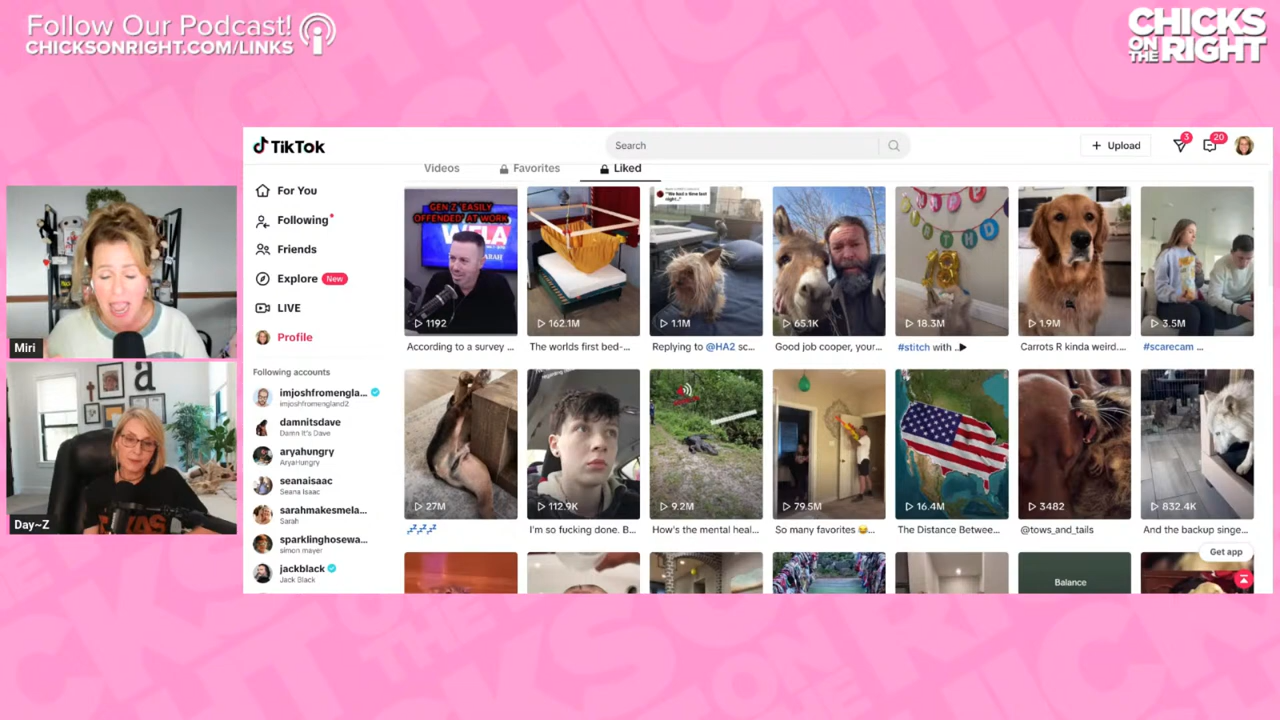 Follow Our Podcast!
CHICKSONRIGHT.COM/LINKS
CHICKS
ON THE
RIGHT
TikTok
Search
Upload
3
20
Videos
Favorites
Liked
For You
Following
Friends
Explore New
LIVE
Profile
Following accounts
imjoshfromengla...
imjoshfromengland2
damnitsdave
Damn It's Dave
aryahungry
AryaHungry
seanaisaac
Seana Isaac
sarahmakesmela...
Sarah
sparklinghosewa...
simon mayer
jackblack
Jack Black
Miri
Day~Z
GEN Z EASILY
OFFENDED AT WORK
1192
162.1M
1.1M
65.1K
18.3M
1.9M
3.5M
According to a survey ...
The worlds first bed-...
Replying to @HA2 sc...
Good job cooper, your...
#stitch with ..
Carrots R kinda weird....
#scarecam ...
27M
112.9K
9.2M
79.5M
16.4M
3482
832.4K
I'm so fucking done. B...
How's the mental heal...
So many favorites 😂...
The Distance Betwee...
@tows_and_tails
And the backup singe...
Get app
Balance